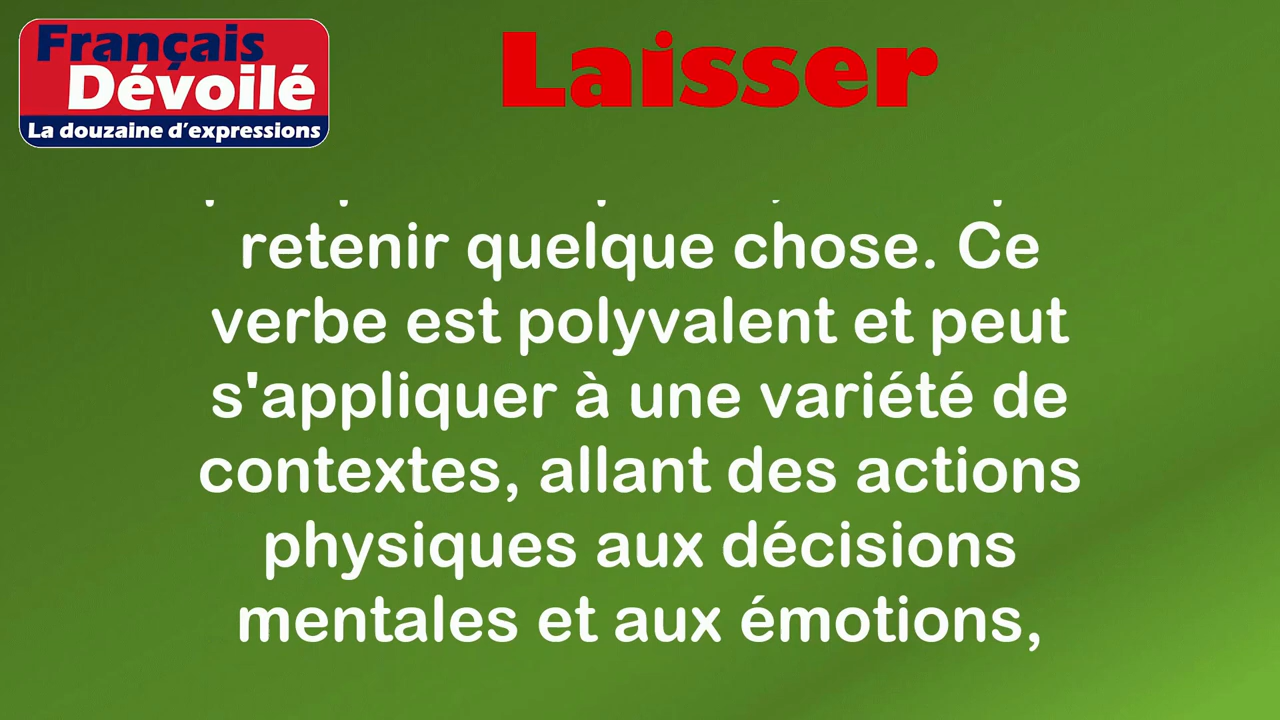 Français
Dévoilé
La douzaine d'expressions
Laisser
retenir quelque chose. Ce
verbe est polyvalent et peut
s'appliquer à une variété de
contextes, allant des actions
physiques aux décisions
mentales et aux émotions,